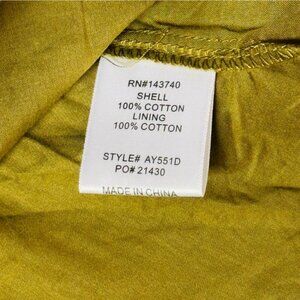 RN#143740
SHELL
100% COTTON
LINING
100% COTTON
STYLE# AY551D
PO# 21430
MADE IN CHINA